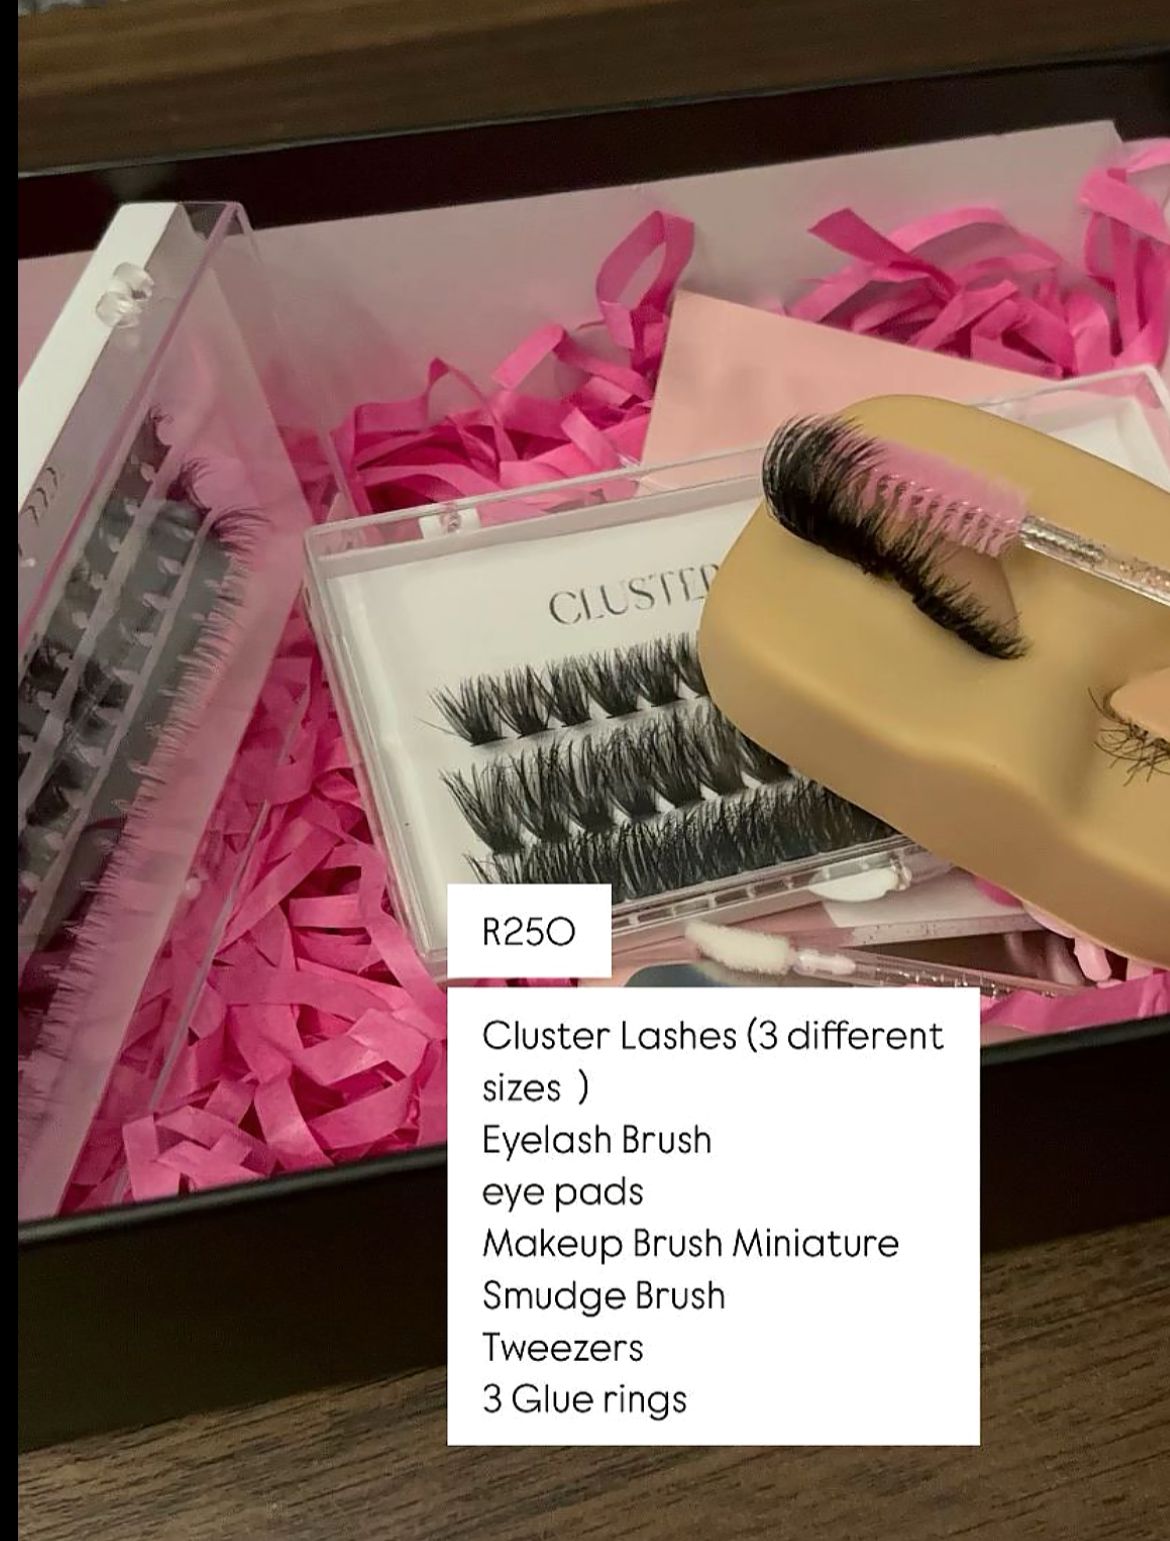 CLUSTER
R250
Cluster Lashes (3 different
sizes )
Eyelash Brush
eye pads
Makeup Brush Miniature
Smudge Brush
Tweezers
3 Glue rings